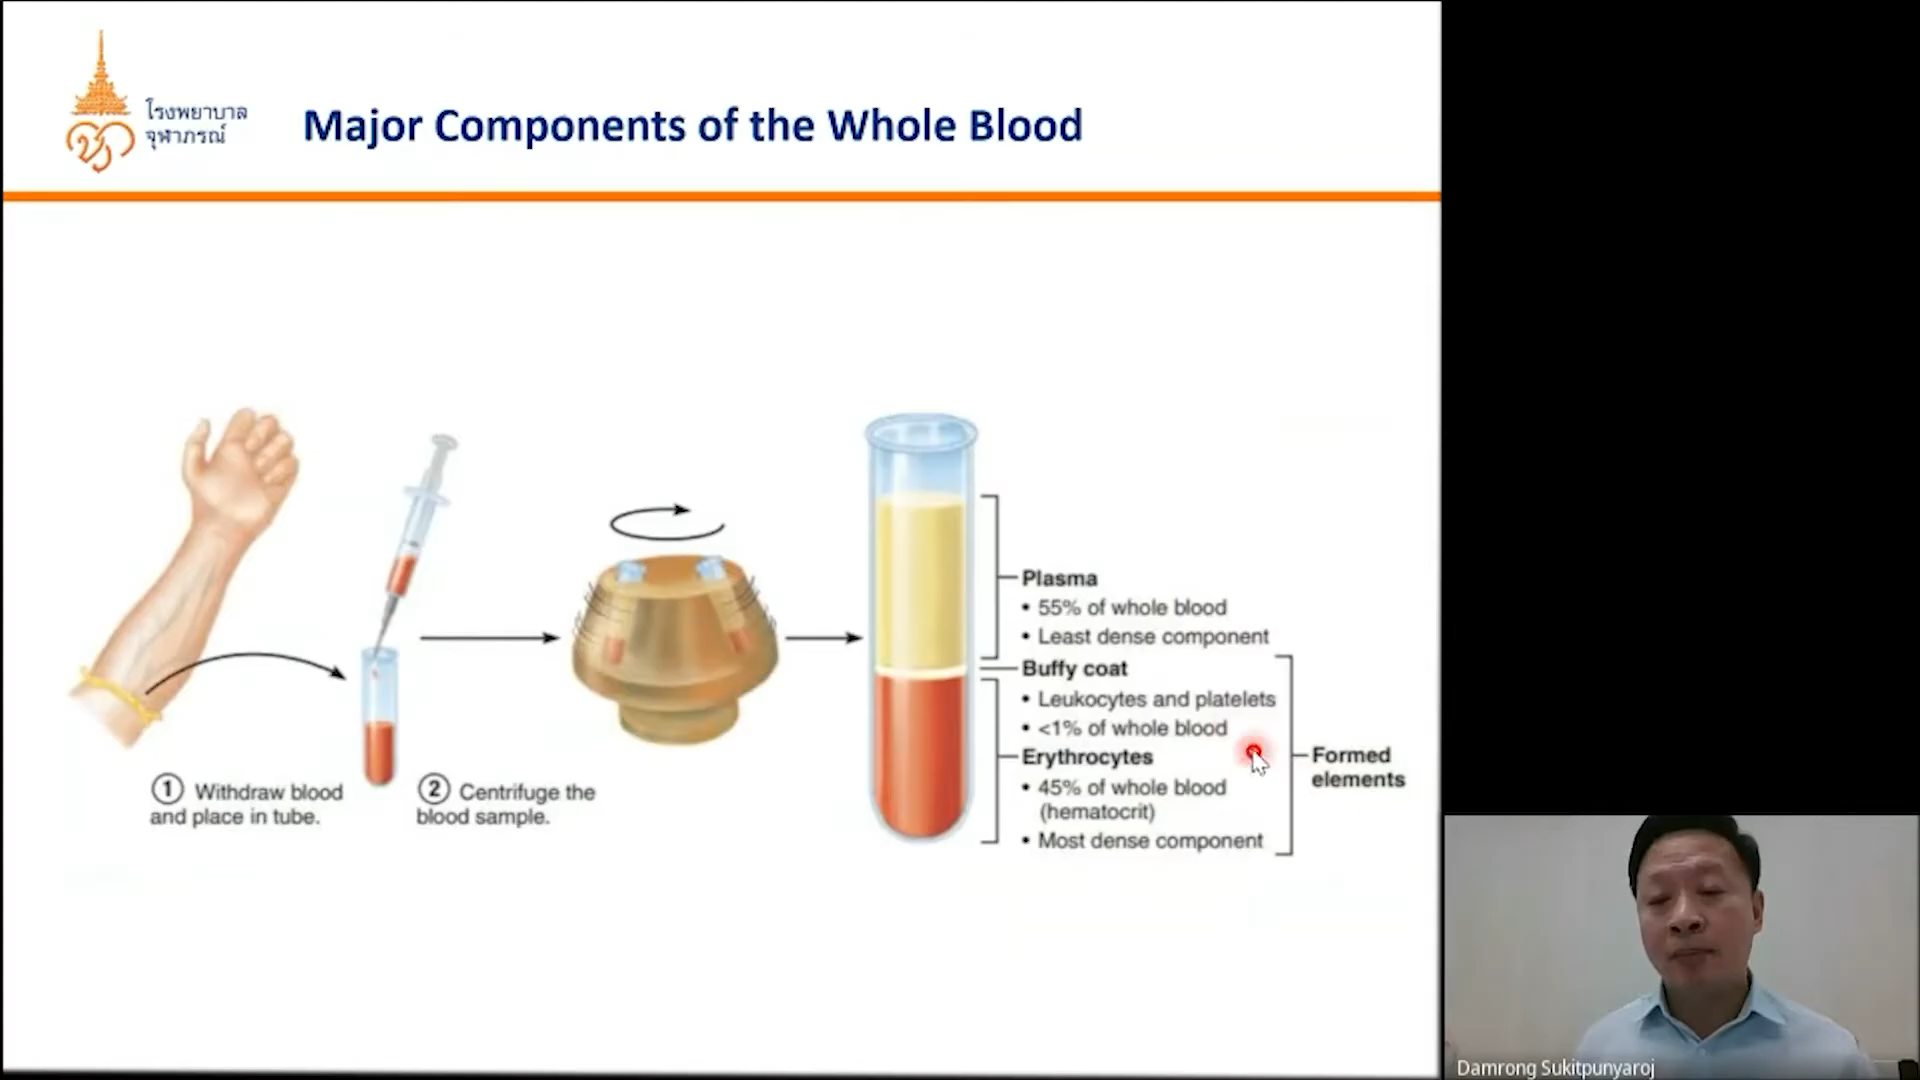 โรงพยาบาล
จุฬาภรณ์
Major Components of the Whole Blood
Plasma
• 55% of whole blood
• Least dense component
Buffy coat
• Leukocytes and platelets
• <1% of whole blood
Erythrocytes
• 45% of whole blood
(hematocrit)
• Most dense component
Formed
elements
1 Withdraw blood
and place in tube.
2 Centrifuge the
blood sample.
Damrong Sukitpunyaroj